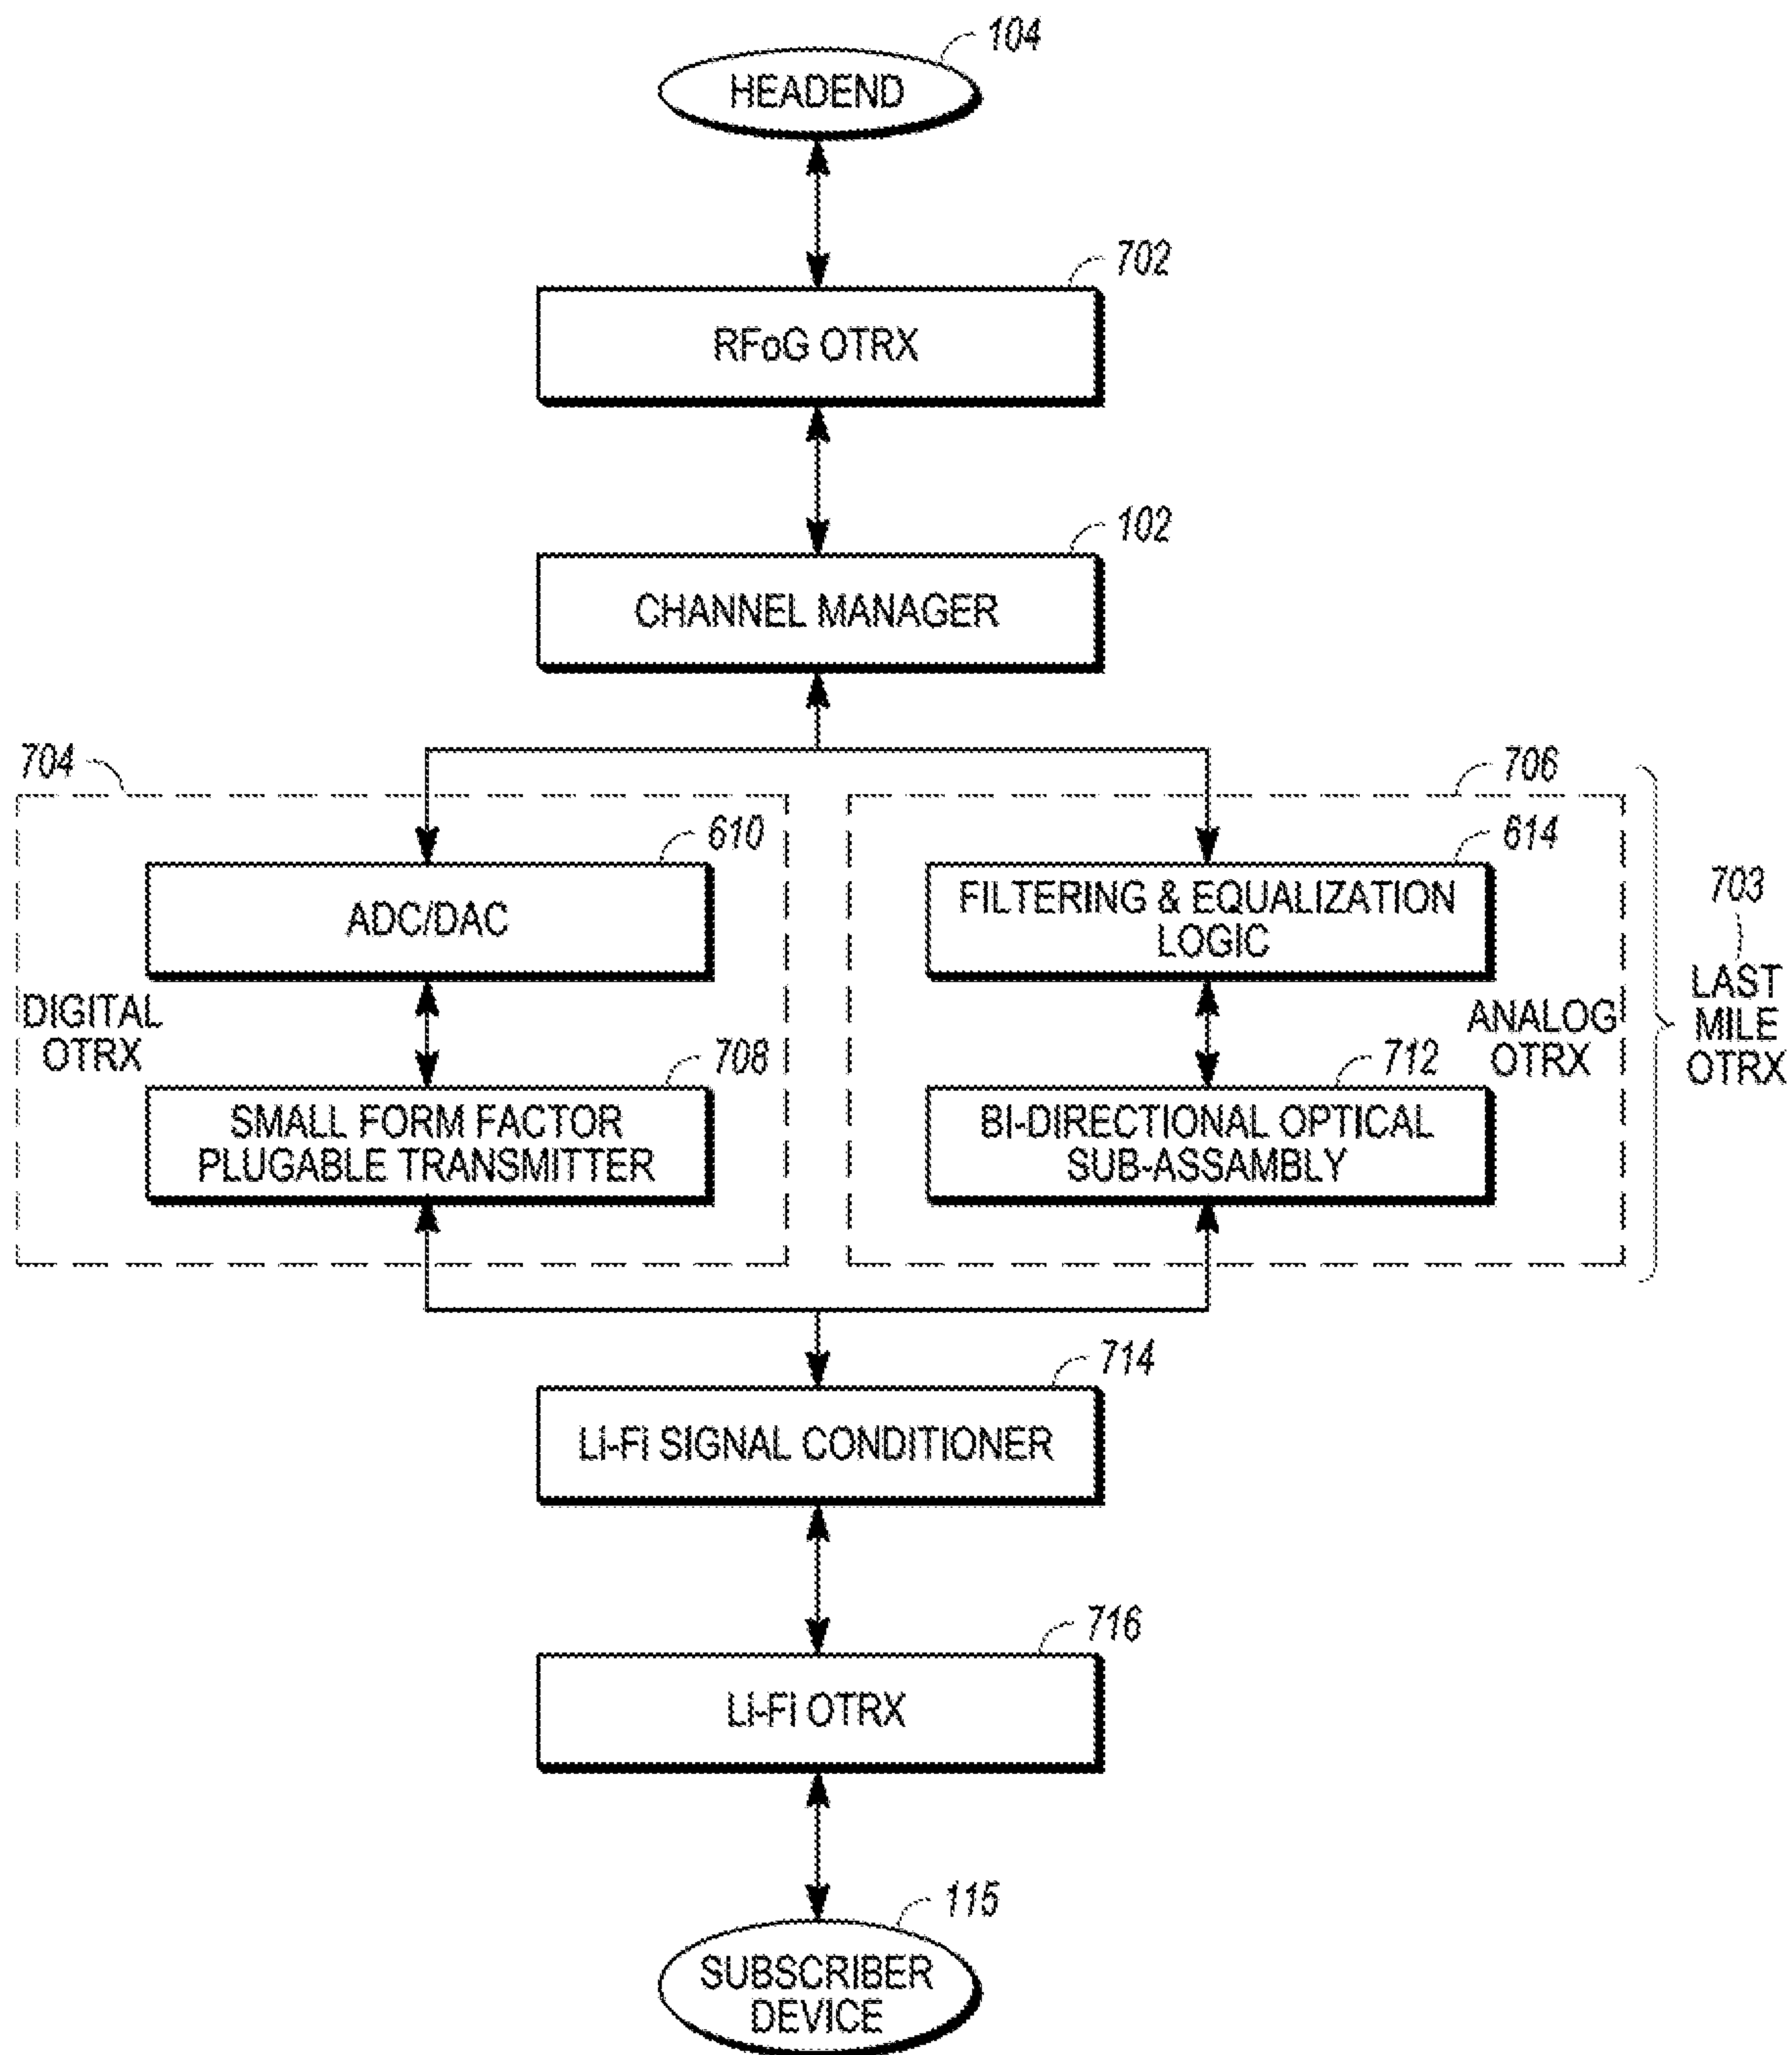 104
HEADEND
702
RFoG OTRX
102
CHANNEL MANAGER
704
706
610
ADC/DAC
614
FILTERING & EQUALIZATION
LOGIC
703
LAST
MILE
OTRX
DIGITAL
OTRX
ANALOG
OTRX
708
SMALL FORM FACTOR
PLUGABLE TRANSMITTER
712
BI-DIRECTIONAL OPTICAL
SUB-ASSAMBLY
714
Li-Fi SIGNAL CONDITIONER
716
Li-Fi OTRX
115
SUBSCRIBER
DEVICE